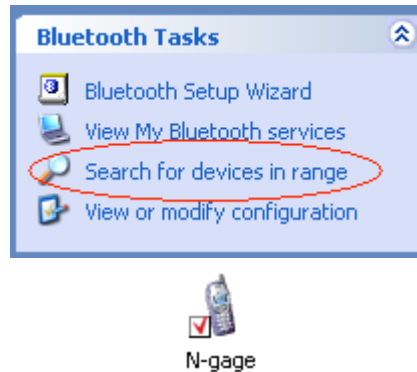 Bluetooth Tasks
Bluetooth Setup Wizard
View My Bluetooth services
Search for devices in range
View or modify configuration
N-gage